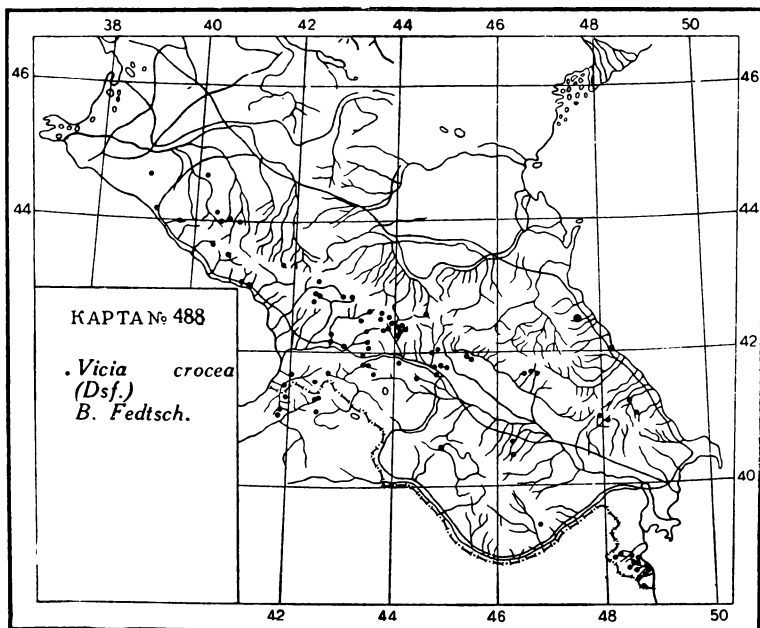 38 40 42 44 46 48 50
46 46
44 44
42
КАРТА № 488
. Vicia crocea
(Dsf.)
B. Fedtsch.
40
42 44 46 48 50